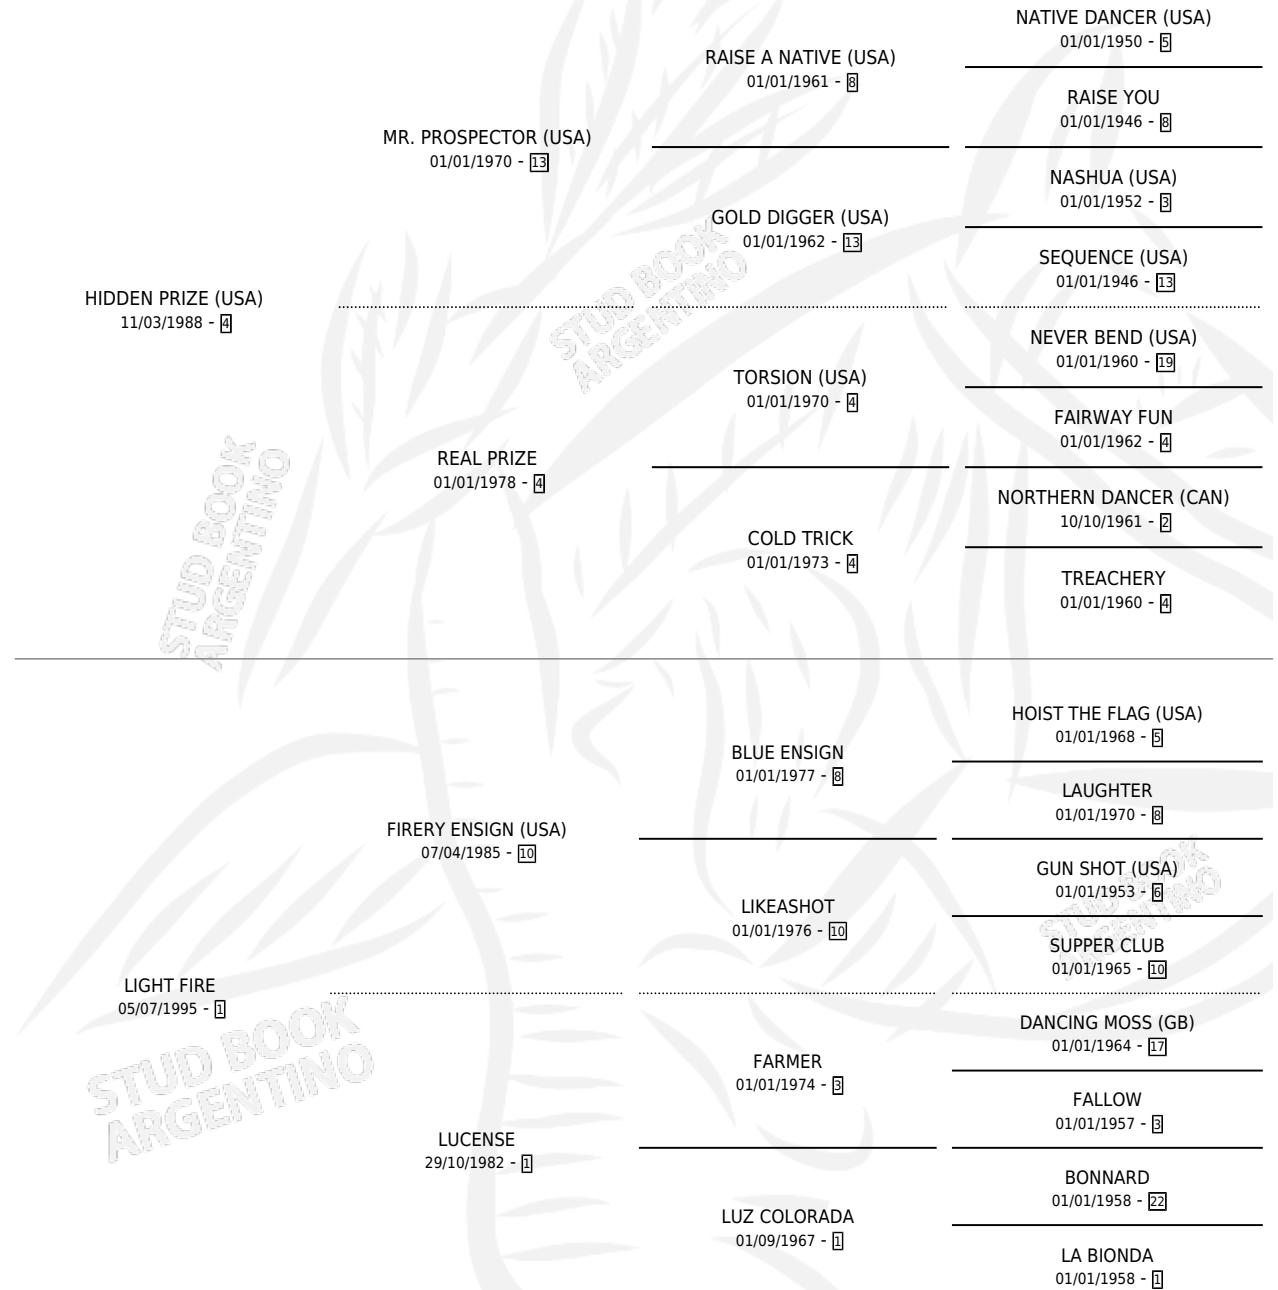 NATIVE DANCER (USA)
01/01/1950 - 5
RAISE A NATIVE (USA)
01/01/1961 - 8
RAISE YOU
01/01/1946 - 8
MR. PROSPECTOR (USA)
01/01/1970 - 13
NASHUA (USA)
01/01/1952 - 3
GOLD DIGGER (USA)
01/01/1962 - 13
SEQUENCE (USA)
01/01/1946 - 13
HIDDEN PRIZE (USA)
11/03/1988 - 4
NEVER BEND (USA)
01/01/1960 - 19
TORSION (USA)
01/01/1970 - 4
FAIRWAY FUN
01/01/1962 - 4
REAL PRIZE
01/01/1978 - 4
NORTHERN DANCER (CAN)
10/10/1961 - 2
COLD TRICK
01/01/1973 - 4
TREACHERY
01/01/1960 - 4
HOIST THE FLAG (USA)
01/01/1968 - 5
BLUE ENSIGN
01/01/1977 - 8
LAUGHTER
01/01/1970 - 8
FIRERY ENSIGN (USA)
07/04/1985 - 10
GUN SHOT (USA)
01/01/1953 - 6
LIKEASHOT
01/01/1976 - 10
SUPPER CLUB
01/01/1965 - 10
LIGHT FIRE
05/07/1995 - 1
DANCING MOSS (GB)
01/01/1964 - 17
FARMER
01/01/1974 - 3
FALLOW
01/01/1957 - 3
LUCENSE
29/10/1982 - 1
BONNARD
01/01/1958 - 22
LUZ COLORADA
01/09/1967 - 1
LA BIONDA
01/01/1958 - 1
STUD BOOK
ARGENTINO
STUD BOOK
ARGENTINO
STUD BOOK
ARGENTINO
STUD BOOK
ARGENTINO